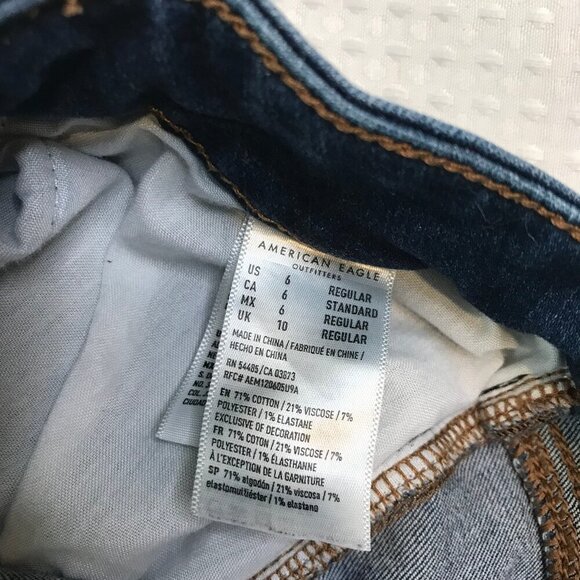 AMERICAN EAGLE
OUTFITTERS
US 6 REGULAR
CA 6 STANDARD
MX 6 REGULAR
UK 10 REGULAR
MADE IN CHINA / FABRIQUÉ EN CHINE /
HECHO EN CHINA
RN 54485/CA 03873
RFC# AEM120605U9A
EN 71% COTTON / 21% VISCOSE / 7%
POLYESTER / 1% ELASTANE
EXCLUSIVE OF DECORATION
FR 71% COTON / 21% VISCOSE / 7%
POLYESTER / 1% ÉLASTHANNE
À L'EXCEPTION DE LA GARNITURE
SP 71% algodón / 21% viscosa / 7%
elastomultiéster / 1% elastano